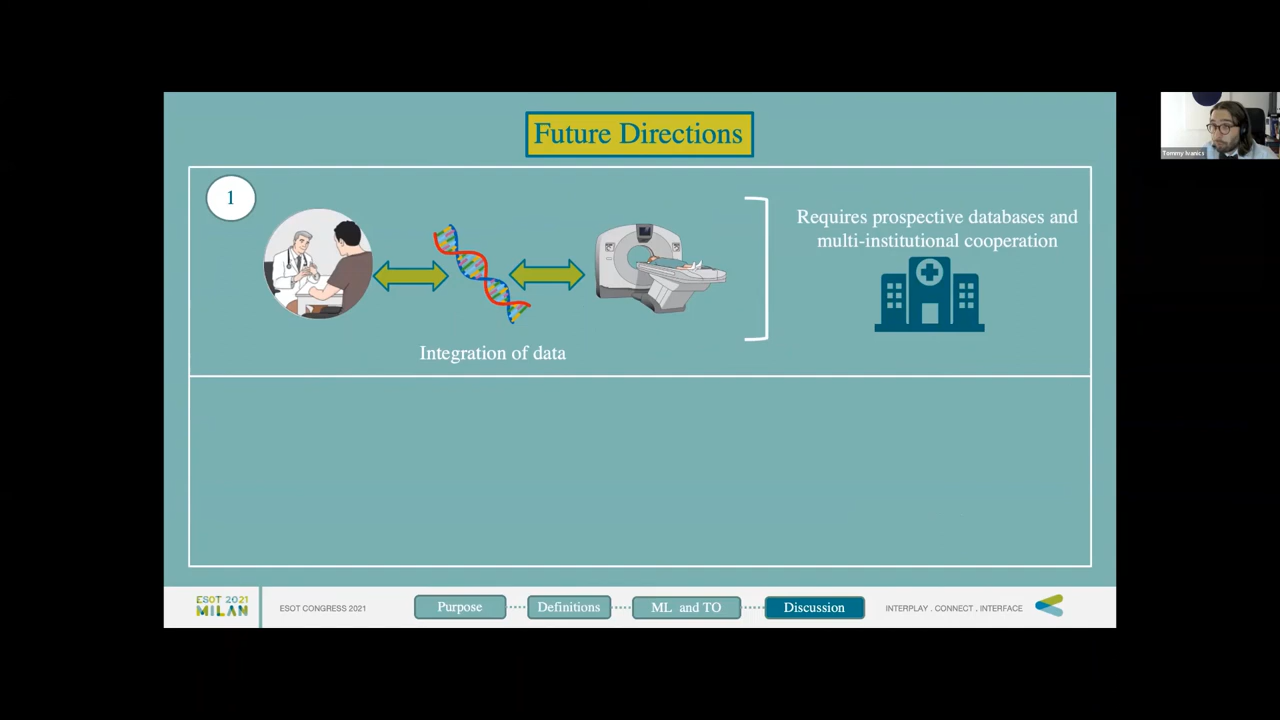 Future Directions
1
Requires prospective databases and
multi-institutional cooperation
Integration of data
Tommy Ivanics
ESOT 2021
MILAN
ESOT CONGRESS 2021
Purpose
Definitions
ML and TO
Discussion
INTERPLAY . CONNECT . INTERFACE